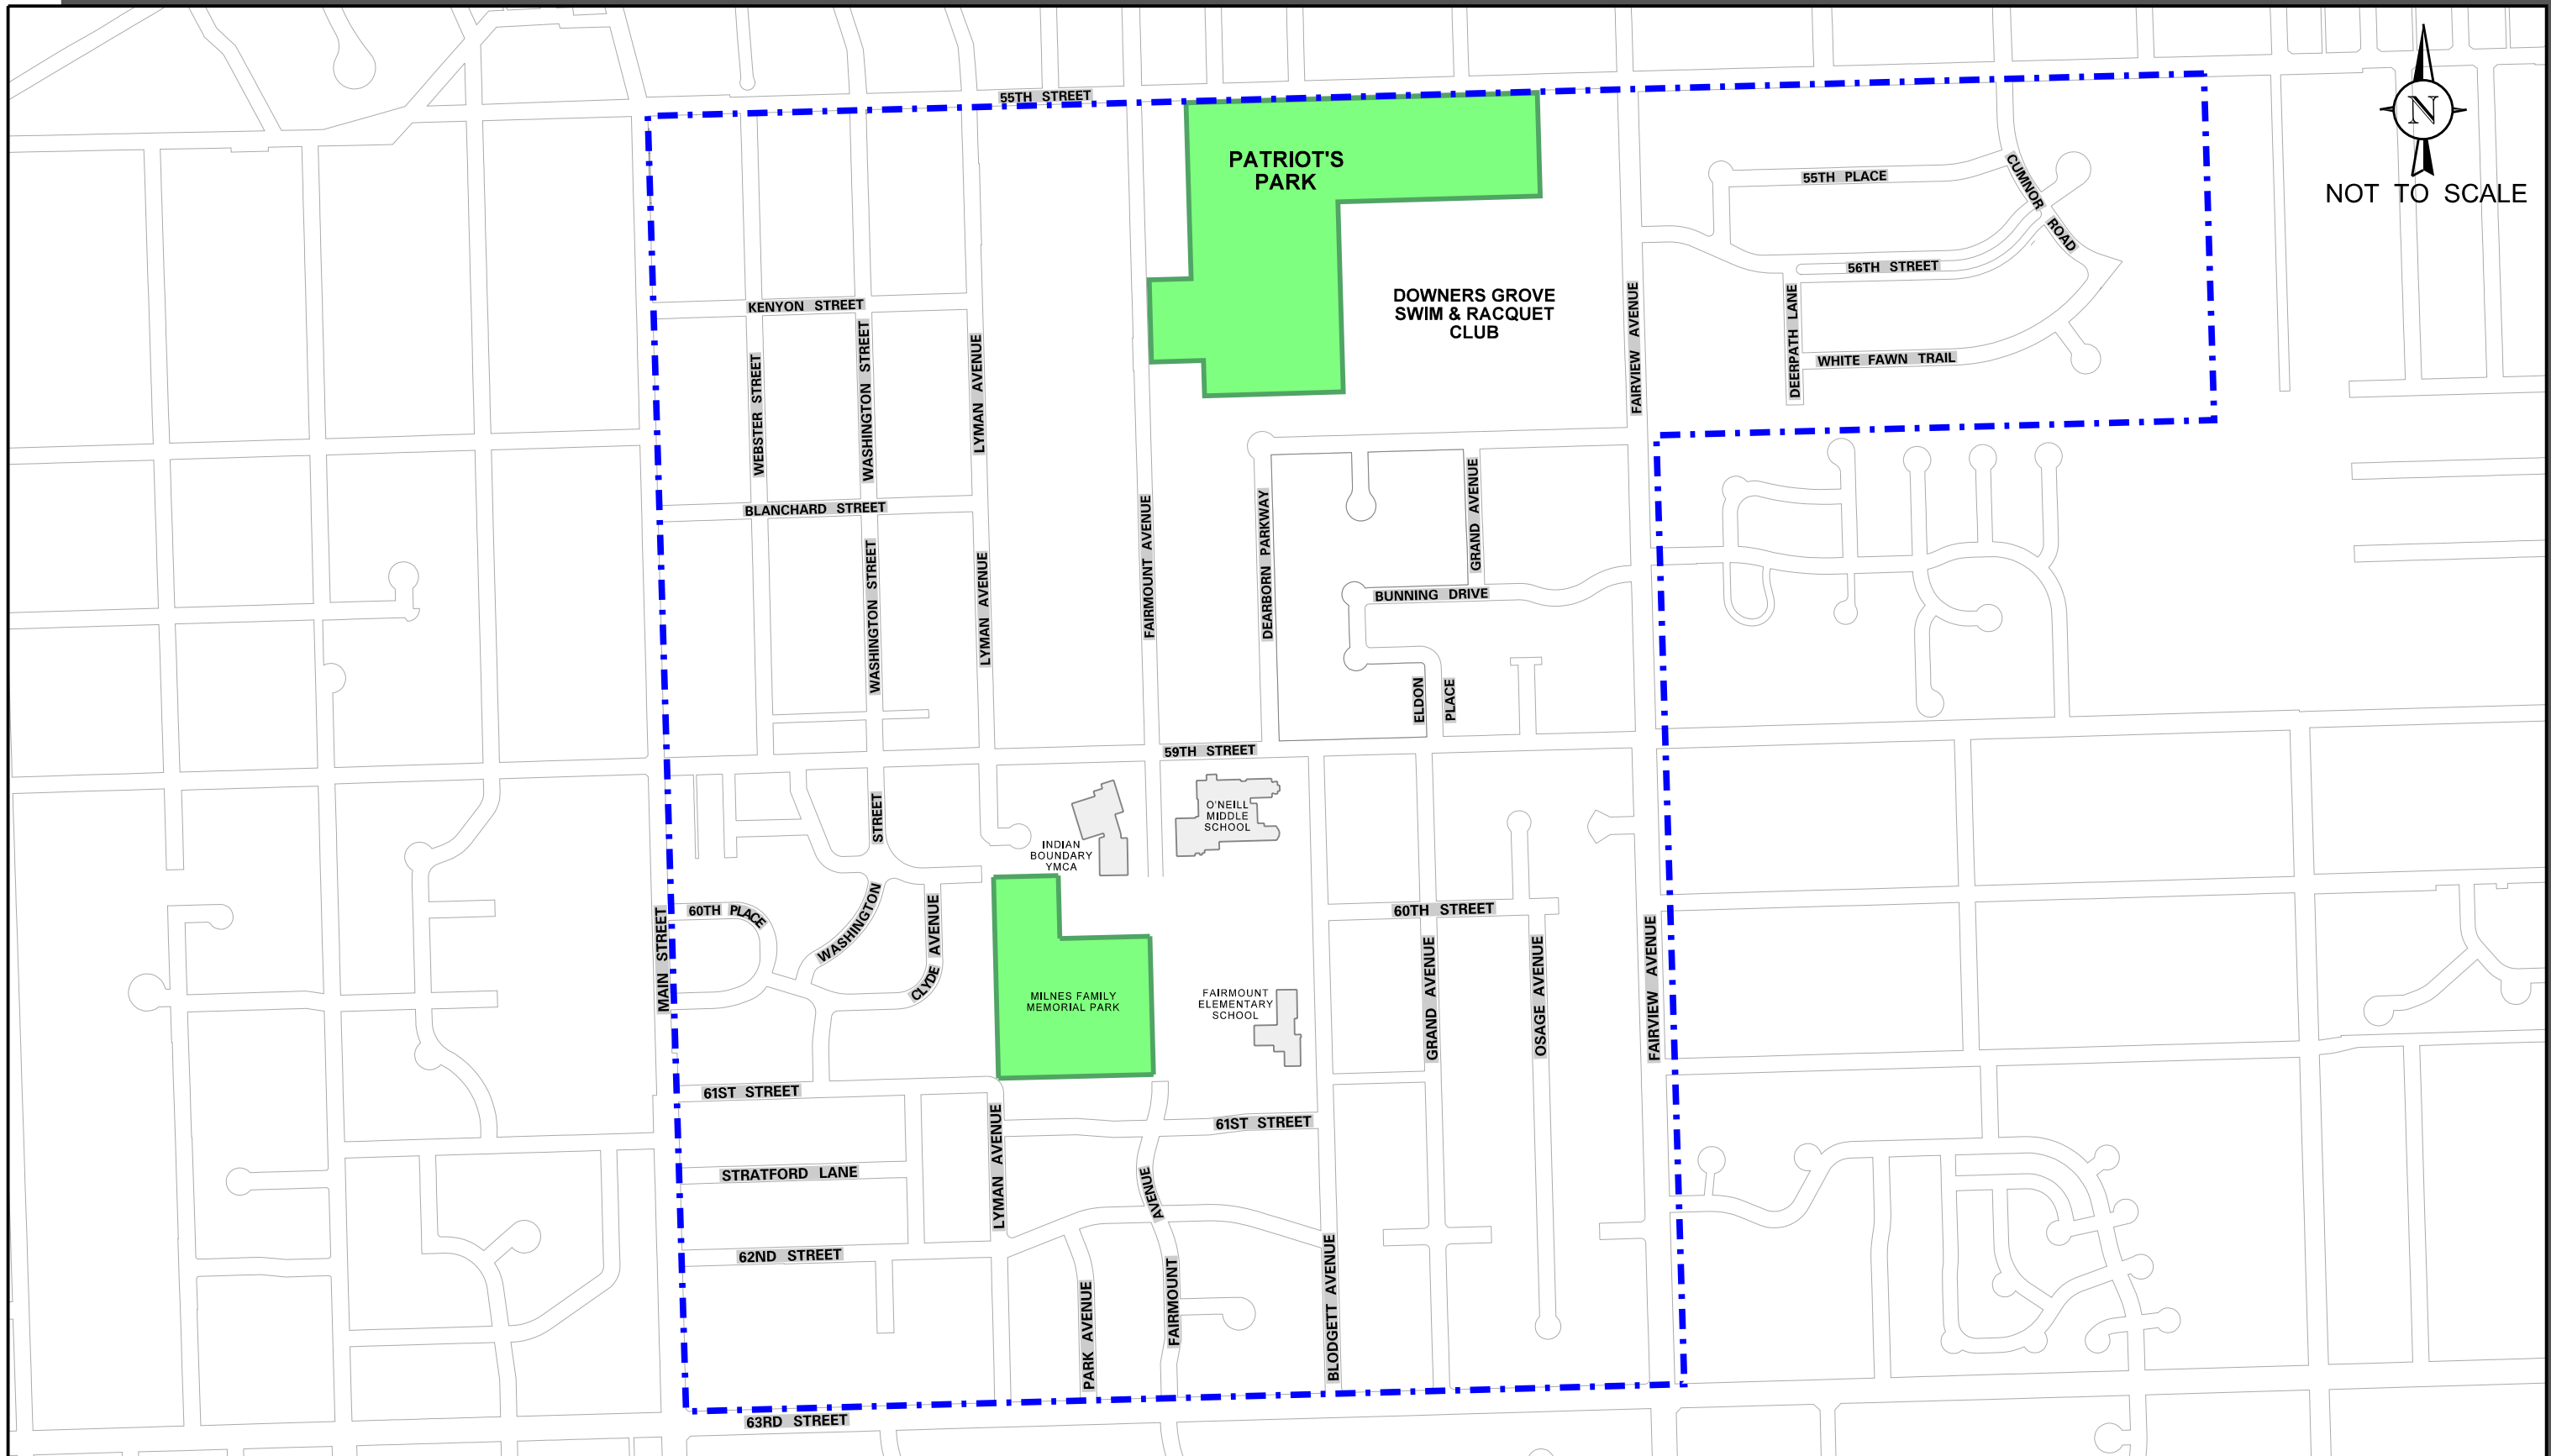 55TH STREET
N
NOT TO SCALE
PATRIOT'S
PARK
55TH PLACE
CUMNOR
ROAD
56TH STREET
DEERPATH LANE
WHITE FAWN TRAIL
DOWNERS GROVE
SWIM & RACQUET
CLUB
FAIRVIEW AVENUE
KENYON STREET
WEBSTER STREET
WASHINGTON STREET
LYMAN AVENUE
BLANCHARD STREET
WASHINGTON STREET
LYMAN AVENUE
FAIRMOUNT AVENUE
DEARBORN PARKWAY
GRAND AVENUE
BUNNING DRIVE
ELDON
PLACE
59TH STREET
STREET
INDIAN
BOUNDARY
YMCA
O'NEILL
MIDDLE
SCHOOL
60TH PLACE
WASHINGTON
CLYDE AVENUE
MAIN STREET
MILNES FAMILY
MEMORIAL PARK
FAIRMOUNT
ELEMENTARY
SCHOOL
60TH STREET
GRAND AVENUE
OSAGE AVENUE
FAIRVIEW AVENUE
61ST STREET
LYMAN AVENUE
61ST STREET
STRATFORD LANE
AVENUE
62ND STREET
PARK AVENUE
FAIRMOUNT
BLODGETT AVENUE
63RD STREET